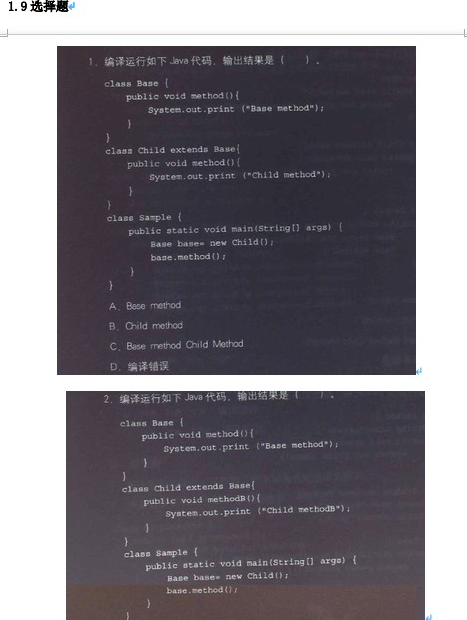 1.9 选择题
1. 编译运行如下 Java 代码, 输出结果是 (    ) 。
class Base {
public void method(){
System.out.print ("Base method");
}
}
class Child extends Base{
public void method(){
System.out.print ("Child method");
}
}
class Sample {
public static void main(String[] args) {
Base base= new Child();
base.method();
}
}
A. Base method
B. Child method
C. Base method Child Method
D. 编译错误
2. 编译运行如下 Java 代码, 输出结果是 (    ) 。
class Base {
public void method(){
System.out.print ("Base method");
}
}
class Child extends Base{
public void methodB(){
System.out.print ("Child methodB");
}
}
class Sample {
public static void main(String[] args) {
Base base= new Child();
base.method();
}
}